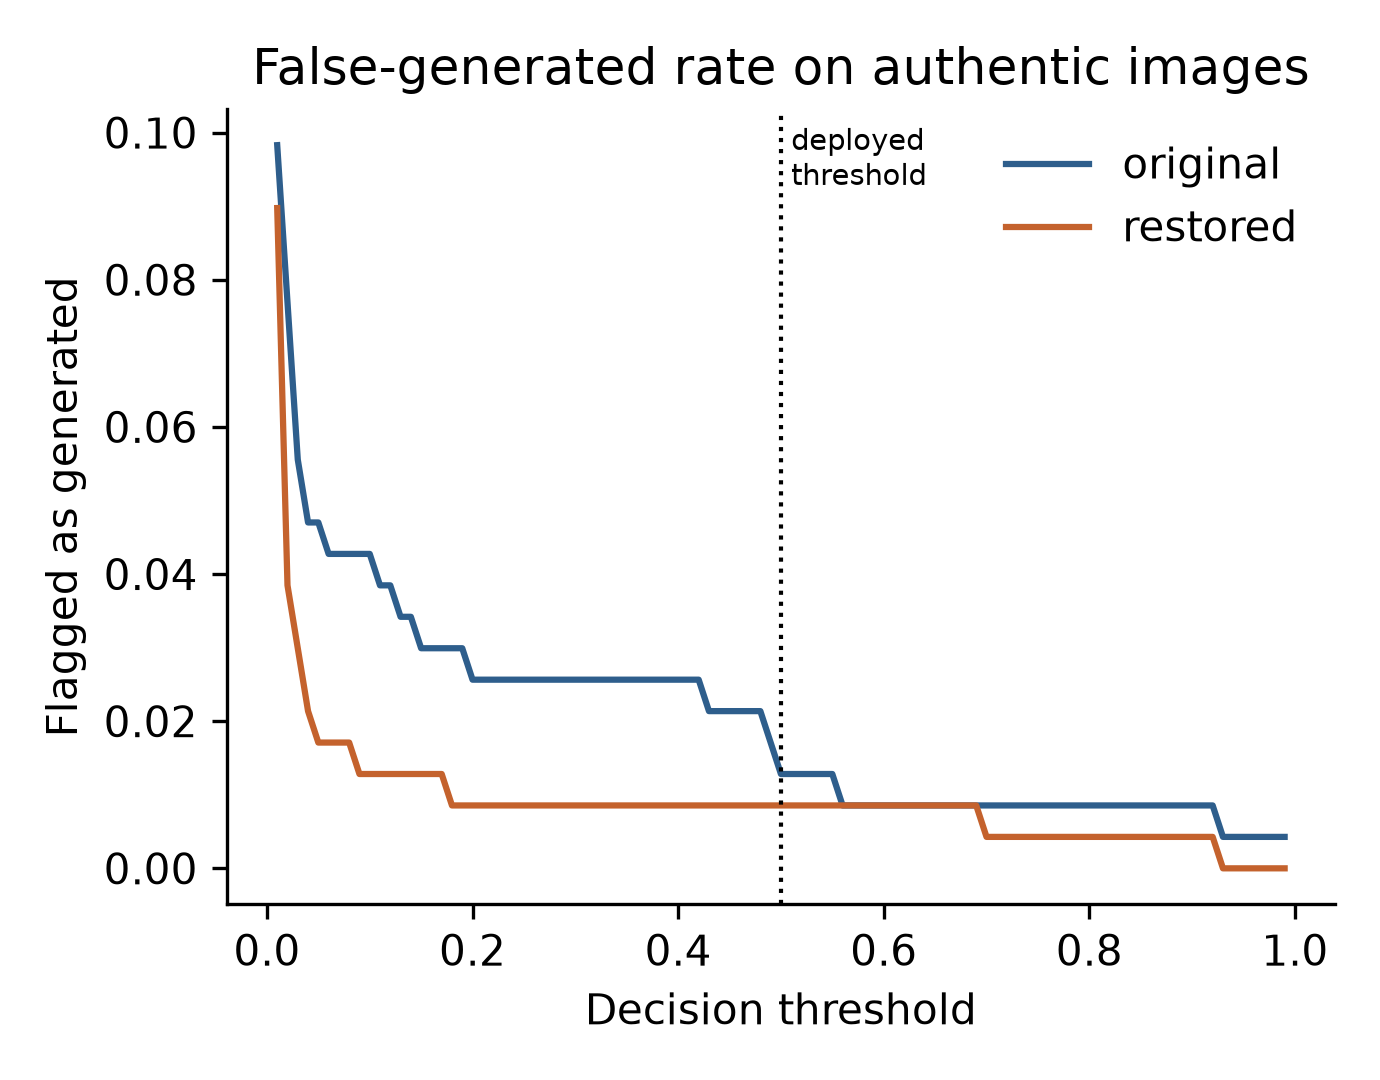 False-generated rate on authentic images
deployed
threshold
original
restored
Flagged as generated
0.10
0.08
0.06
0.04
0.02
0.00
0.0 0.2 0.4 0.6 0.8 1.0
Decision threshold